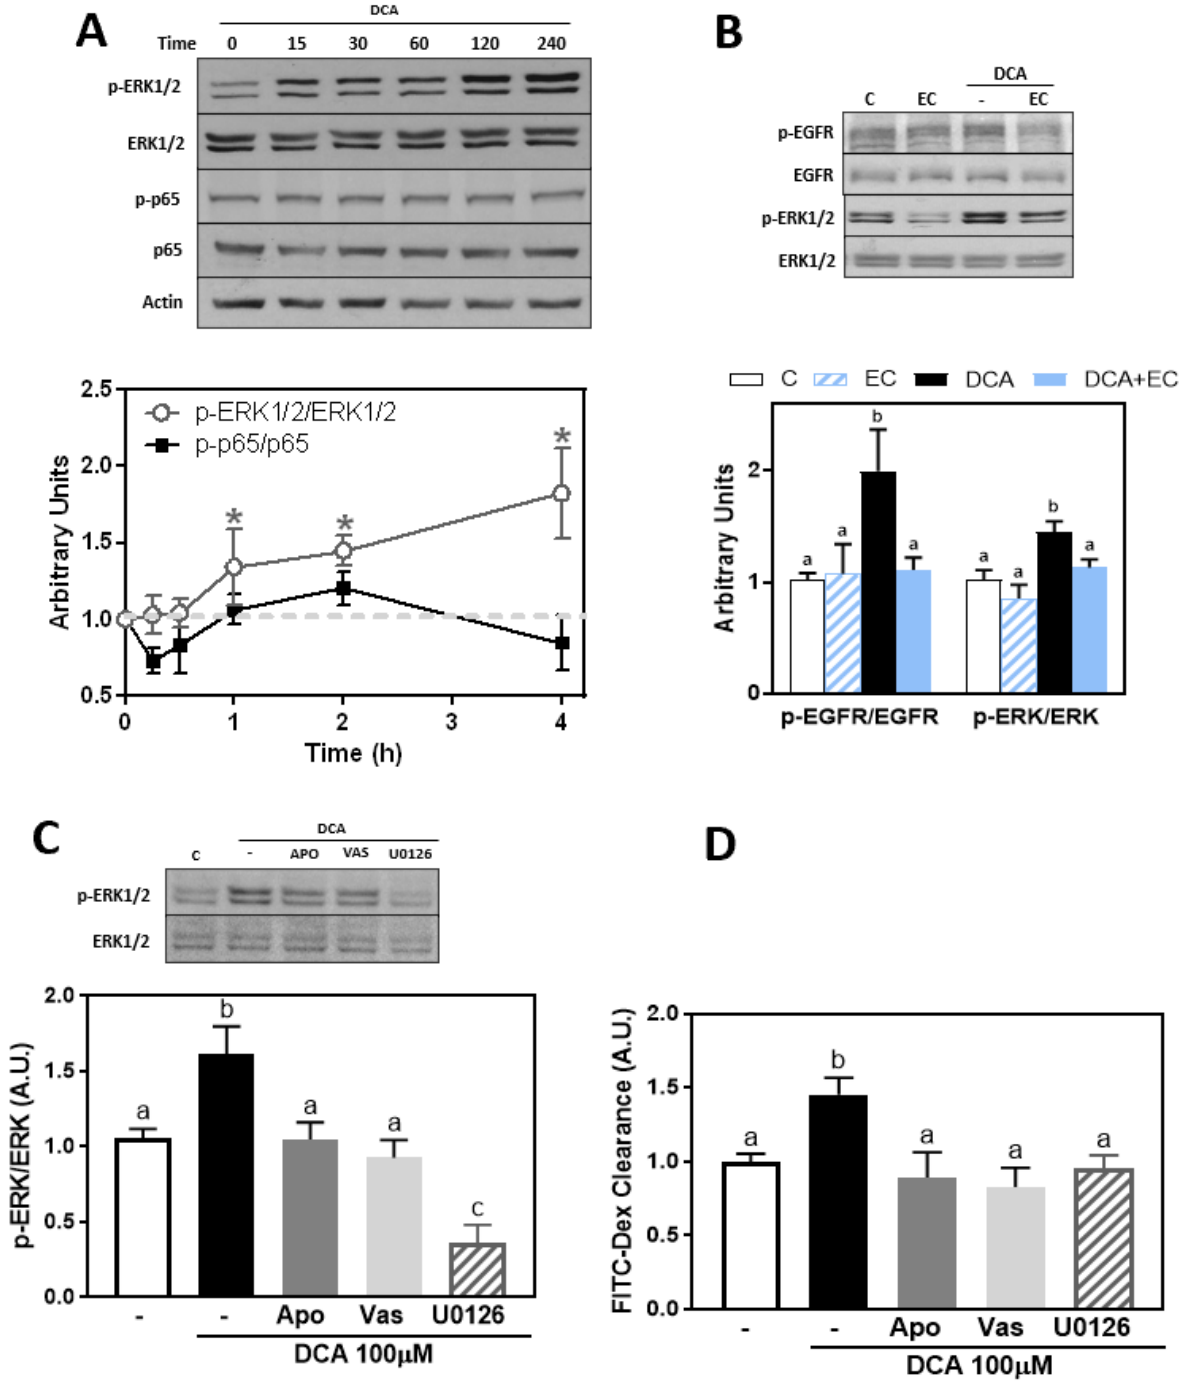 A
DCA
Time 0 15 30 60 120 240
p-ERK1/2
ERK1/2
p-p65
p65
Actin
2.5
2.0
1.5
1.0
0.5
Arbitrary Units
p-ERK1/2/ERK1/2
p-p65/p65
*
*
*
0 1 2 3 4
Time (h)
B
DCA
C EC - EC
p-EGFR
EGFR
p-ERK1/2
ERK1/2
C EC DCA DCA+EC
Arbitrary Units
2
1
0
a a b a
a a b a
p-EGFR/EGFR p-ERK/ERK
C
DCA
C - APO VAS U0126
p-ERK1/2
ERK1/2
p-ERK/ERK (A.U.)
2.0
1.5
1.0
0.5
0.0
a b a a c
- - Apo Vas U0126
DCA 100µM
D
FITC-Dex Clearance (A.U.)
2.0
1.5
1.0
0.5
0.0
a b a a a
- - Apo Vas U0126
DCA 100µM